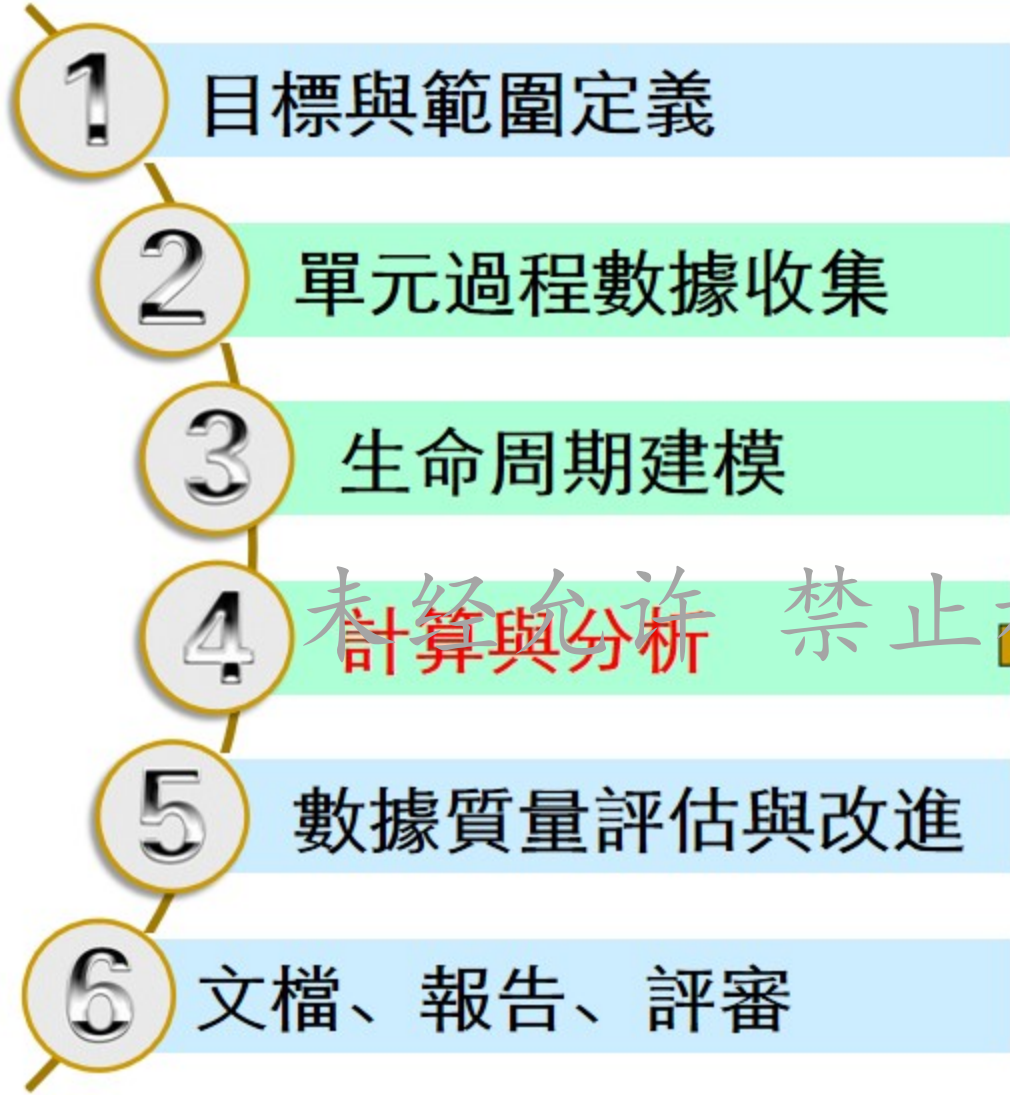 1 目標與範圍定義
2 單元過程數據收集
3 生命周期建模
4 計算與分析
未经允许 禁止
5 數據質量評估與改進
6 文檔、報告、評審